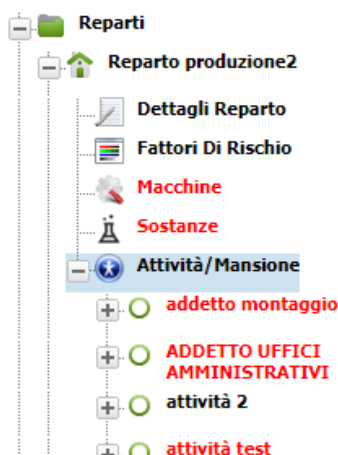 Reparti
Reparto produzione2
Dettagli Reparto
Fattori Di Rischio
Macchine
Sostanze
Attività/Mansione
addetto montaggio
ADDETTO UFFICI
AMMINISTRATIVI
attività 2
attività test